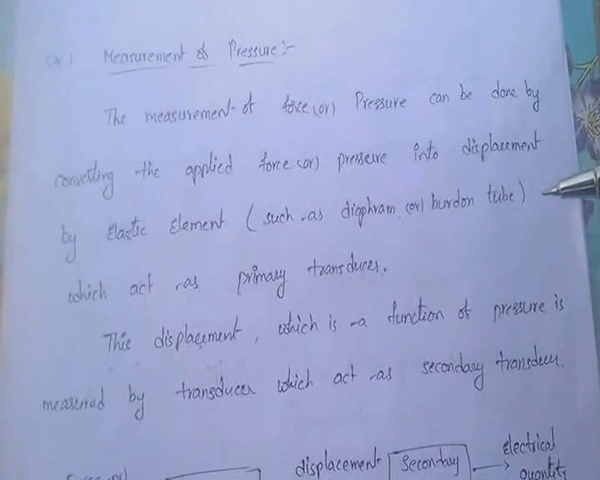 (*) Measurement of Pressure:-
The measurement of force (or) Pressure can be done by
converting the applied force (or) pressure into displacement
by Elastic Element (such as diaphram (or) burdon tube)
which act as primary transducer.
This displacement, which is a function of pressure is
measured by transducer which act as secondary transducer.
displacement Secondary electrical
quantity